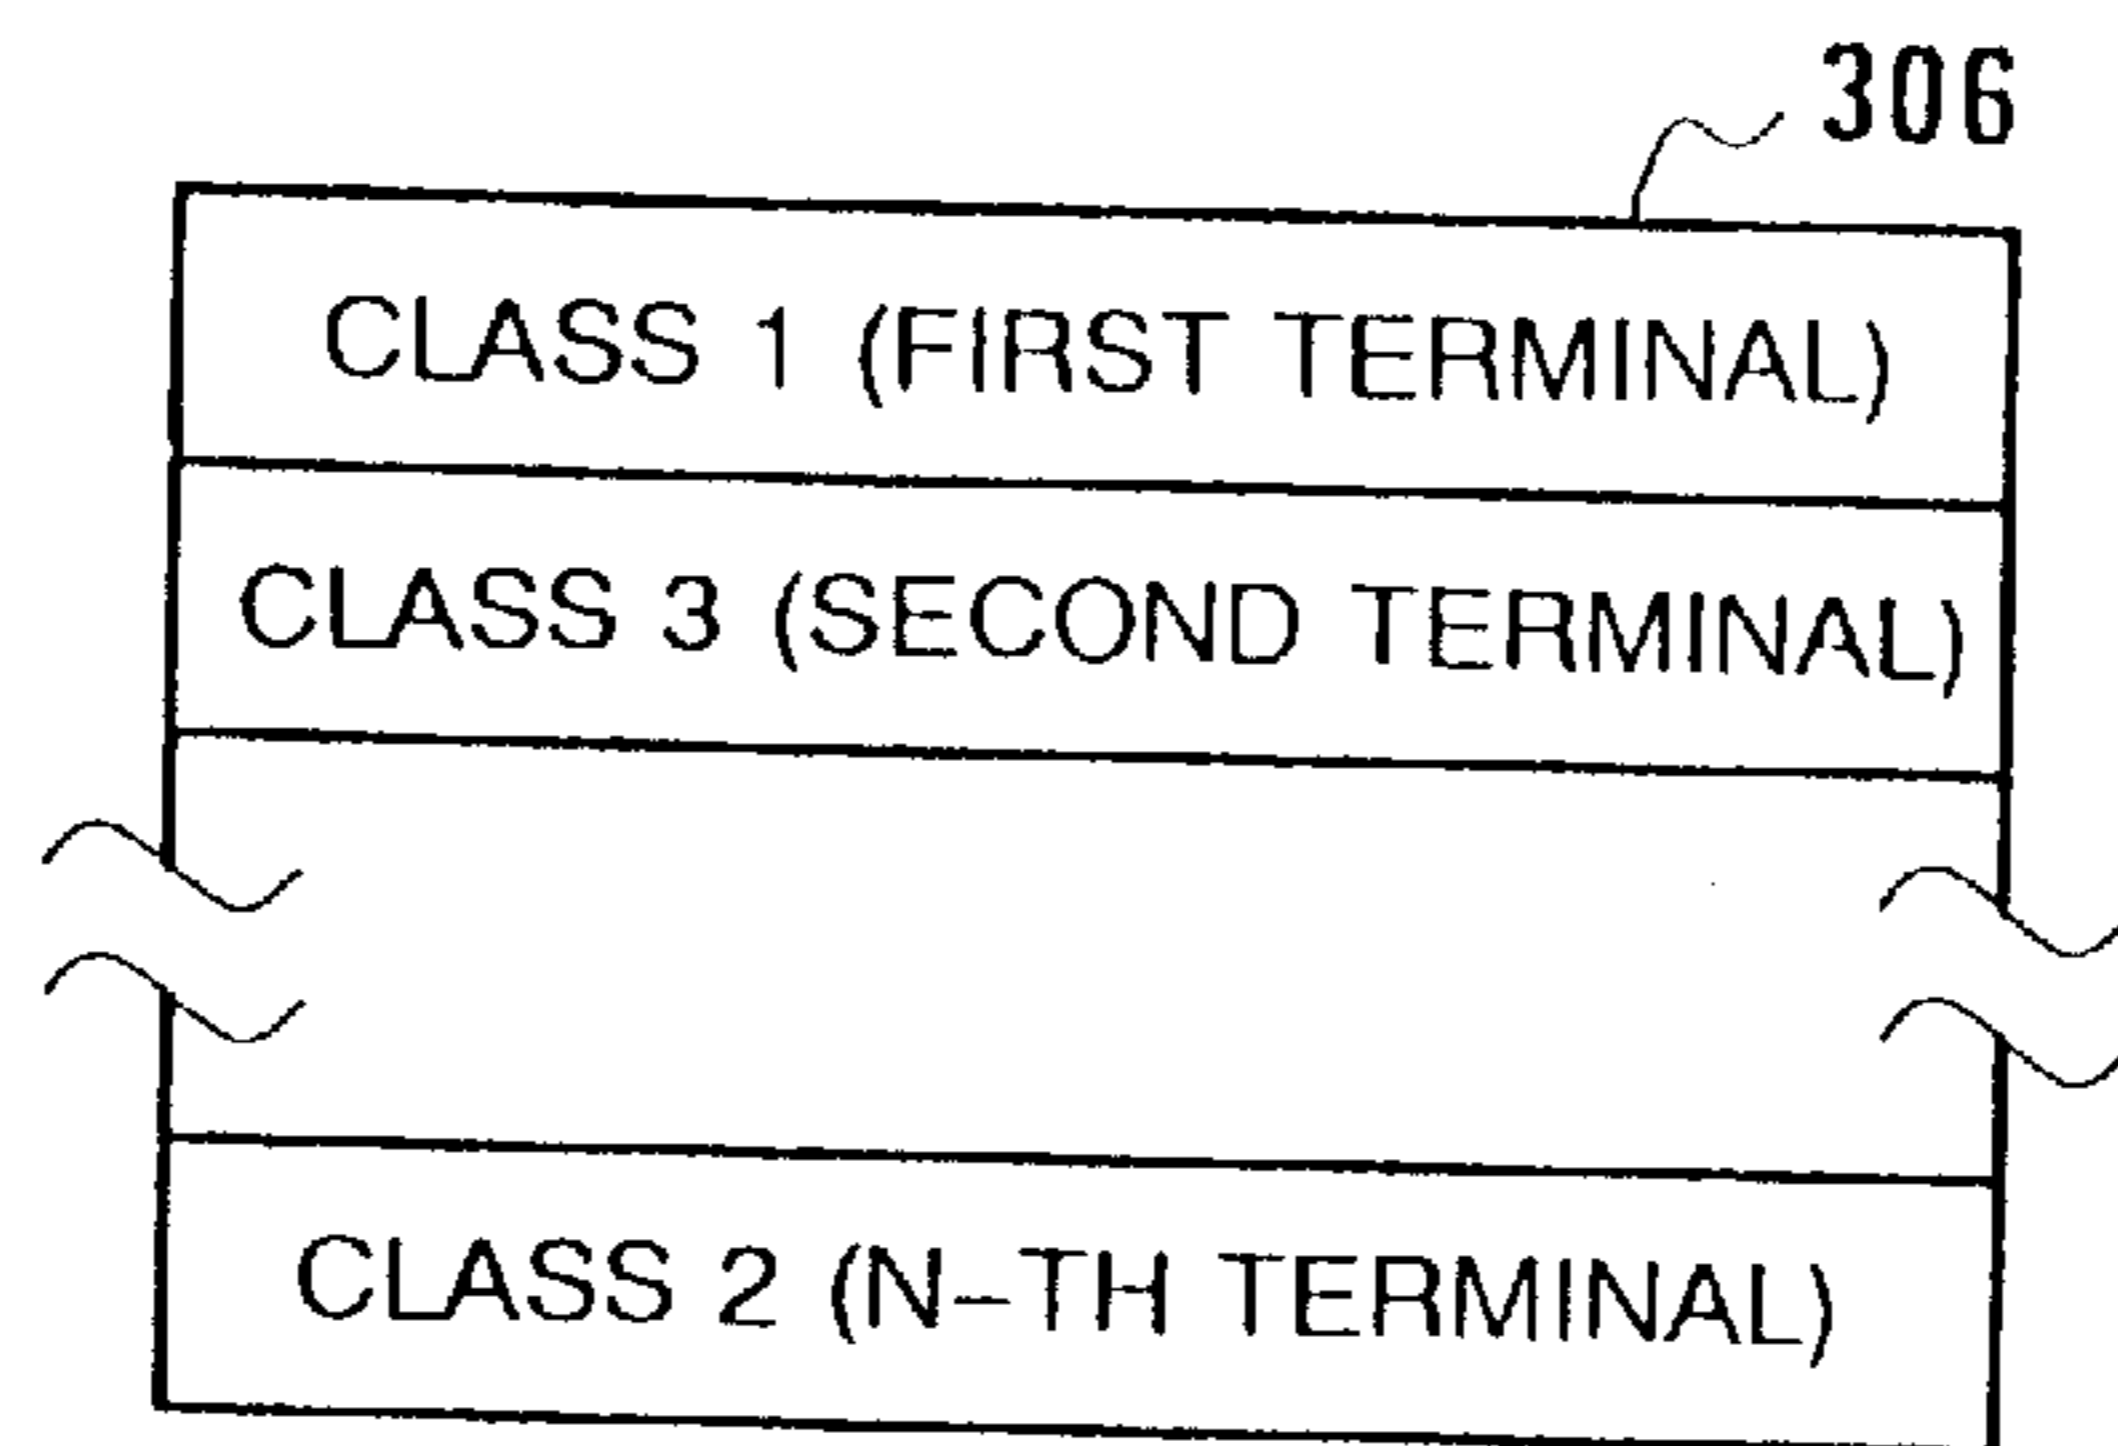 306
CLASS 1 (FIRST TERMINAL)
CLASS 3 (SECOND TERMINAL)
CLASS 2 (N-TH TERMINAL)